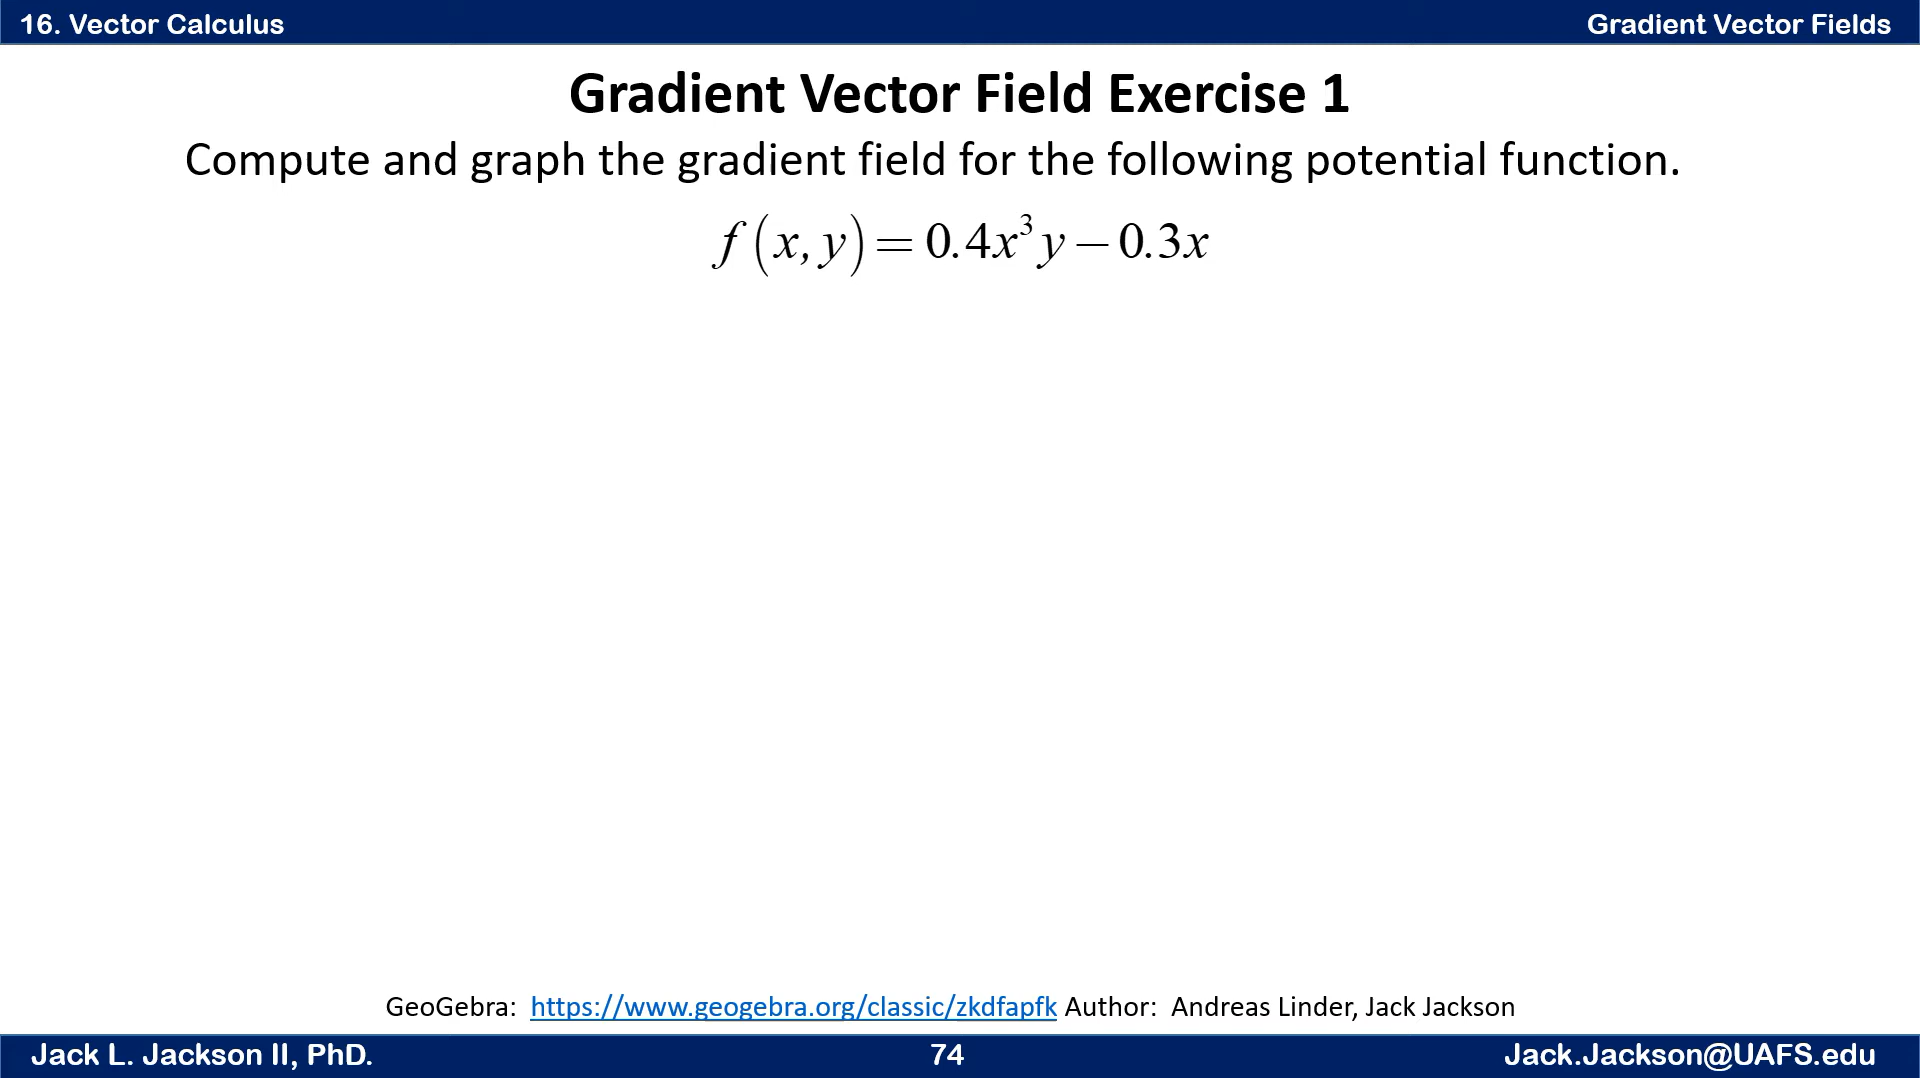 16. Vector Calculus
Gradient Vector Fields
Gradient Vector Field Exercise 1
Compute and graph the gradient field for the following potential function.
f(x, y) = 0.4x³y − 0.3x
GeoGebra: https://www.geogebra.org/classic/zkdfapfk Author: Andreas Linder, Jack Jackson
Jack L. Jackson II, PhD.
74
Jack.Jackson@UAFS.edu